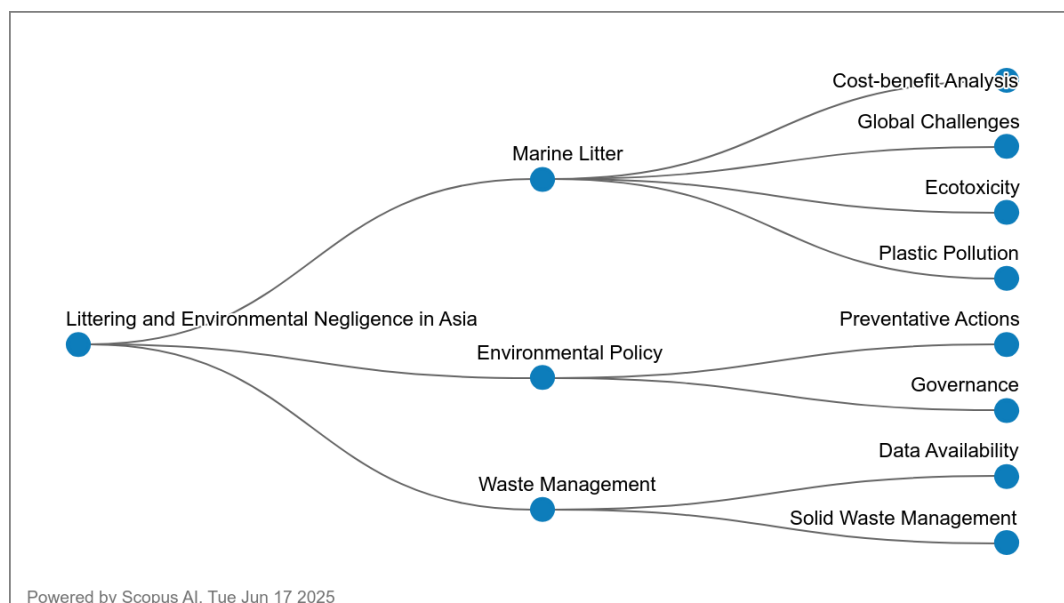 Cost-benefit Analysis
Global Challenges
Marine Litter
Ecotoxicity
Plastic Pollution
Littering and Environmental Negligence in Asia
Preventative Actions
Environmental Policy
Governance
Data Availability
Waste Management
Solid Waste Management
Powered by Scopus AI, Tue Jun 17 2025